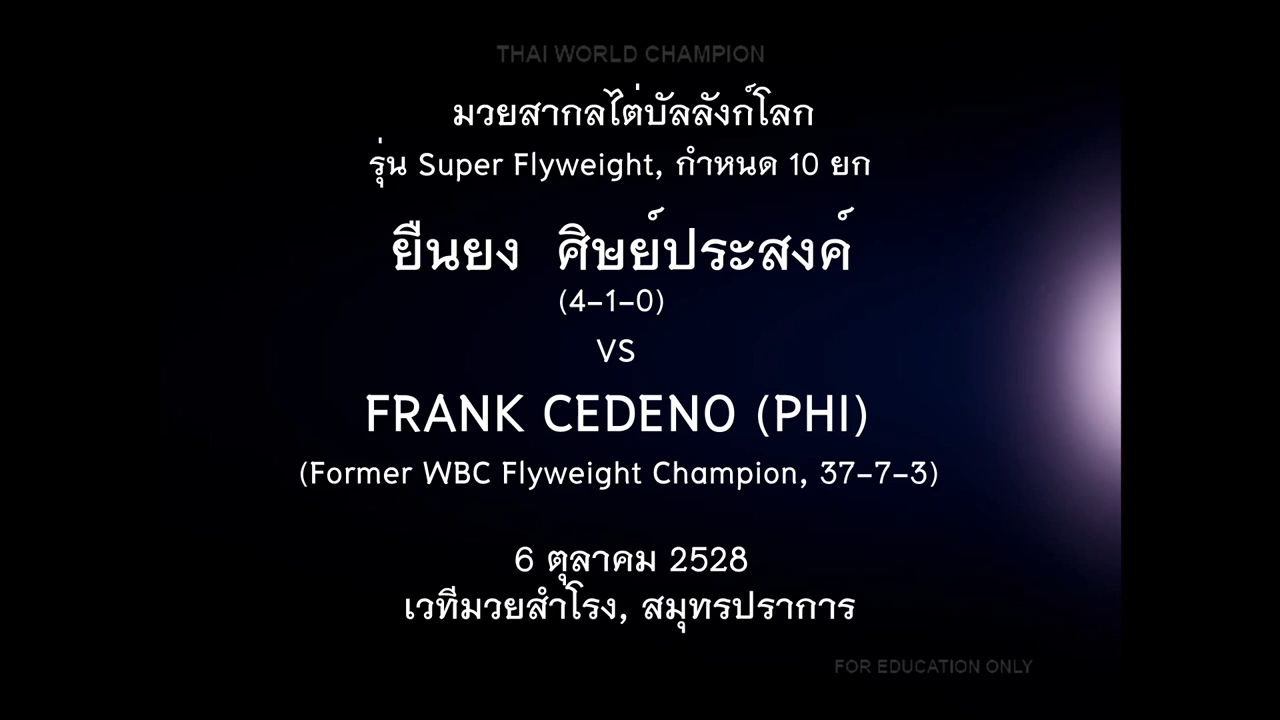 THAI WORLD CHAMPION
มวยสากลไต่บัลลังก์โลก
รุ่น Super Flyweight, กำหนด 10 ยก
ยืนยง ศิษย์ประสงค์
(4-1-0)
VS
FRANK CEDENO (PHI)
(Former WBC Flyweight Champion, 37-7-3)
6 ตุลาคม 2528
เวทีมวยสำโรง, สมุทรปราการ
FOR EDUCATION ONLY